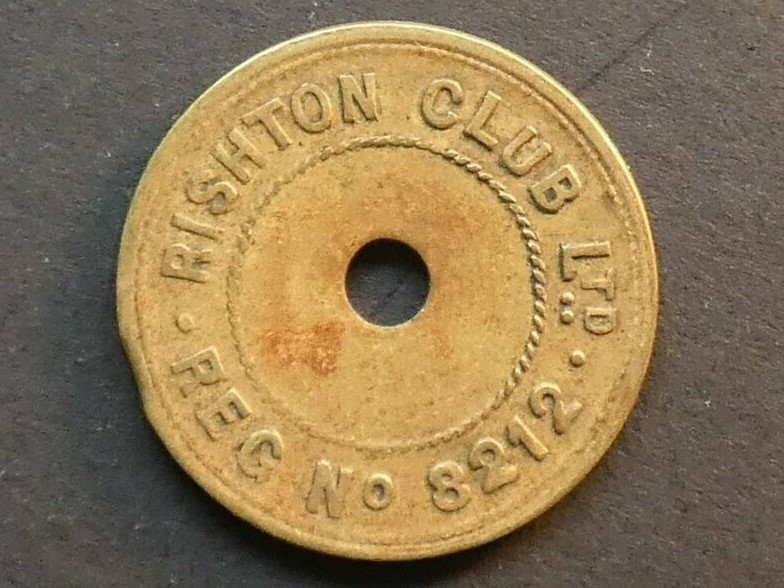 · RISHTON CLUB LTD ·
REG No 8212